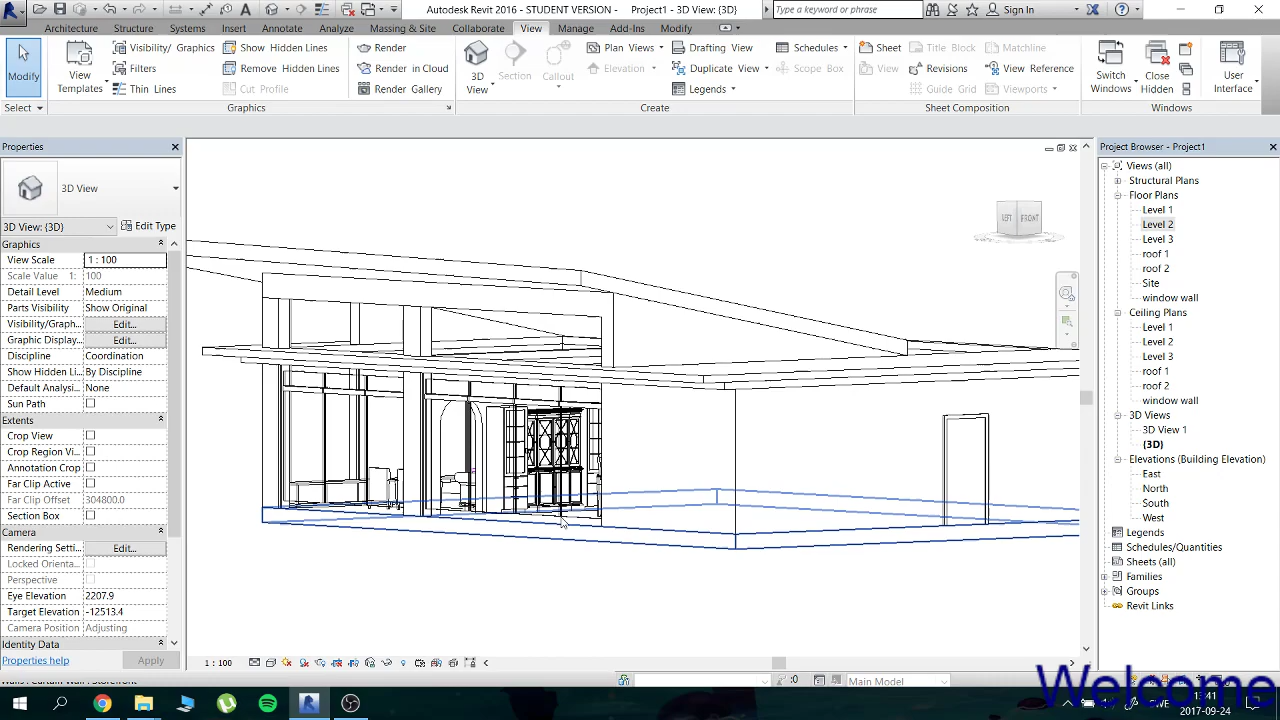 Autodesk Revit 2016 - STUDENT VERSION - Project1 - 3D View: {3D}
Type a keyword or phrase
Sign In
Architecture Structure Systems Insert Annotate Analyze Massing & Site Collaborate View Manage Add-Ins Modify
Modify
View Templates
Visibility/ Graphics
Filters
Thin Lines
Show Hidden Lines
Remove Hidden Lines
Cut Profile
Render
Render in Cloud
Render Gallery
3D View
Section
Callout
Plan Views
Elevation
Drafting View
Duplicate View
Legends
Schedules
Scope Box
Sheet
View
Title Block
Revisions
Guide Grid
Matchline
View Reference
Viewports
Switch Windows
Close Hidden
User Interface
Select
Graphics
Create
Sheet Composition
Windows
Properties
3D View
3D View: {3D}
Edit Type
Graphics
View Scale 1 : 100
Scale Value 1: 100
Detail Level Medium
Parts Visibility Show Original
Visibility/Graph... Edit...
Graphic Display... Edit...
Discipline Coordination
Show Hidden Li... By Discipline
Default Analysi... None
Sun Path
Extents
Crop View
Crop Region Vi...
Annotation Crop
Far Clip Active
Far Clip Offset 304800.0
Section Box
Camera
Rendering Setti... Edit...
Locked Orienta...
Perspective
Eye Elevation 2207.9
Target Elevation -12513.4
Camera Position Adjusting
Identity Data
Properties help
Apply
LEFT
FRONT
1 : 100
Project Browser - Project1
Views (all)
Structural Plans
Floor Plans
Level 1
Level 2
Level 3
roof 1
roof 2
Site
window wall
Ceiling Plans
Level 1
Level 2
Level 3
roof 1
roof 2
window wall
3D Views
3D View 1
{3D}
Elevations (Building Elevation)
East
North
South
West
Legends
Schedules/Quantities
Sheets (all)
Families
Groups
Revit Links
:0
Main Model
Welcome
13:41
2017-09-24